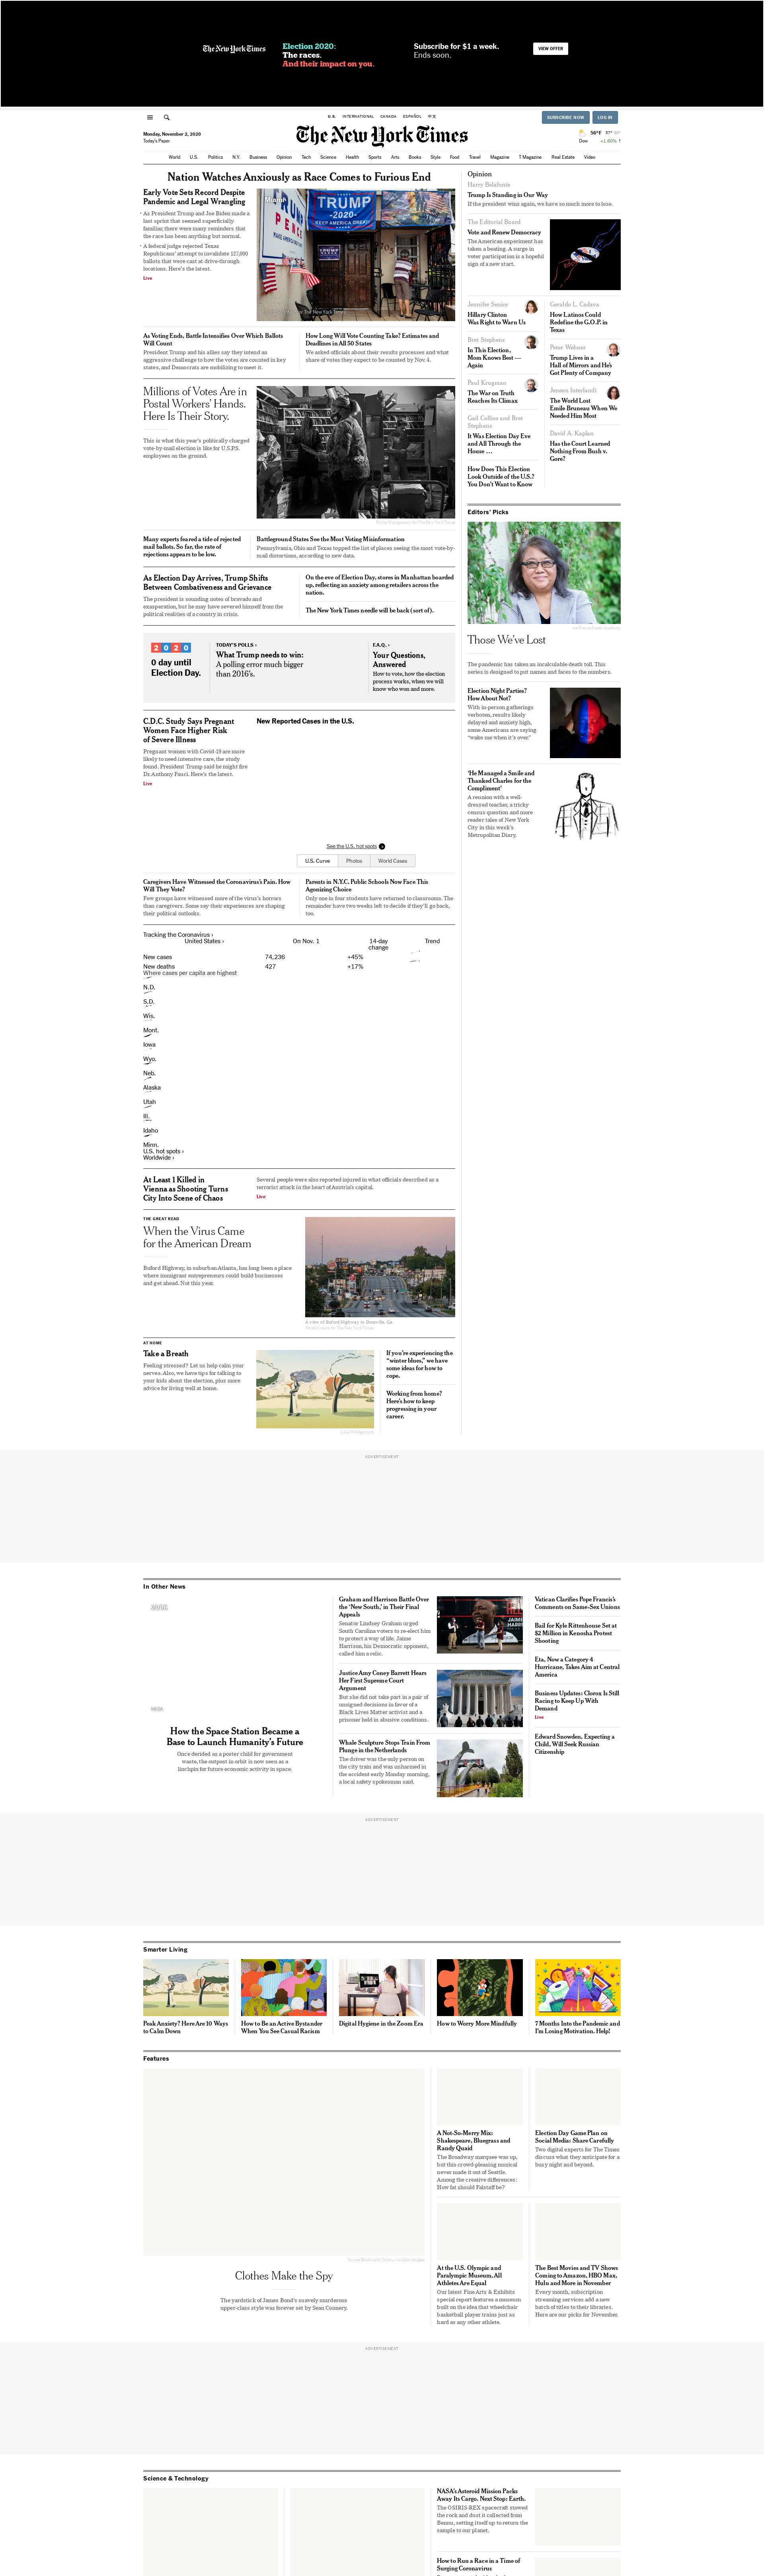 The New York Times
Election 2020:
The races.
And their impact on you.
Subscribe for $1 a week.
Ends soon.
VIEW OFFER
U.S. INTERNATIONAL CANADA ESPAÑOL 中文
SUBSCRIBE NOW LOG IN
Monday, November 2, 2020
Today's Paper
The New York Times
50°F 57°
Dow +1.60% ↑
World U.S. Politics N.Y. Business Opinion Tech Science Health Sports Arts Books Style Food Travel Magazine T Magazine Real Estate Video
Nation Watches Anxiously as Race Comes to Furious End
Early Vote Sets Record Despite
Penalties and Legal Wrangling
• As President Trump and Joe Biden made a
last sprint that seemed superficially
familiar, there were many reminders that
the race has been anything but normal.
• A federal judge rejected Texas
Republicans' attempt to invalidate 127,000
ballots that were cast at drive-through
locations. Here's the latest.
Live
Miami
TRUMP
-2020-
KEEP AMERICA GREAT!
As Voting Ends, Battle Intensifies Over Which Ballots
Will Count
President Trump and his allies say they intend an
aggressive challenge to how the votes are counted in key
states, and Democrats are mobilizing to meet it.
How Long Will Vote Counting Take? Estimates and
Deadlines in All 50 States
We asked officials about their results processes and what
share of votes they expect to be counted by Nov. 4.
Millions of Votes Are in
Postal Workers' Hands.
Here Is Their Story.
This is what this year's politically charged
vote-by-mail election is like for U.S.P.S.
employees on the ground.
Many experts feared a tide of rejected
mail ballots. So far, the rate of
rejections appears to be low.
Battleground States See the Most Voting Misinformation
Pennsylvania, Ohio and Texas topped the list of places seeing the most vote-by-
mail distortions, according to new data.
As Election Day Arrives, Trump Shifts
Between Combativeness and Grievance
The president is sounding notes of bravado and
exasperation, but he may have severed himself from the
political realities of a country in crisis.
On the eve of Election Day, stores in Manhattan boarded
up, reflecting an anxiety among retailers across the
nation.
The New York Times needle will be back (sort of).
2020
0 day until
Election Day.
TODAY'S POLLS ›
What Trump needs to win:
A polling error much bigger
than 2016's.
F.A.Q. ›
Your Questions,
Answered
How to vote, how the election
process works, when we will
know who won and more.
C.D.C. Study Says Pregnant
Women Face Higher Risk
of Severe Illness
Pregnant women with Covid-19 are more
likely to need intensive care, the study
found. President Trump said he might fire
Dr. Anthony Fauci. Here's the latest.
Live
New Reported Cases in the U.S.
See the U.S. hot spots
U.S. Curve Photos World Cases
Caregivers Have Witnessed the Coronavirus's Pain. How
Will They Vote?
Few groups have witnessed more of the virus's horrors
than caregivers. Some say their experiences are shaping
their political outlooks.
Parents in N.Y.C. Public Schools Now Face This
Agonizing Choice
Only one in four students have returned to classrooms. The
remainder have two weeks left to decide if they'll go back,
too.
Tracking the Coronavirus ›
United States › On Nov. 1 14-day
change Trend
New cases 74,236 +45%
New deaths 427 +17%
Where cases per capita are highest
N.D.
S.D.
Wis.
Mont.
Iowa
Wyo.
Neb.
Alaska
Utah
Ill.
Idaho
Minn.
U.S. hot spots ›
Worldwide ›
At Least 1 Killed in
Vienna as Shooting Turns
City Into Scene of Chaos
Several people were also reported injured in what officials described as a
terrorist attack in the heart of Austria's capital.
Live
THE GREAT READ
When the Virus Came
for the American Dream
Buford Highway, in suburban Atlanta, has long been a place
where immigrant entrepreneurs could build businesses
and get ahead. Not this year.
A view of Buford Highway in Doraville, Ga.
AT HOME
Take a Breath
Feeling stressed? Let us help calm your
nerves. Also, we have tips for talking to
your kids about the election, plus more
advice for living well at home.
If you're experiencing the
“winter blues,” we have
some ideas for how to
cope.
Working from home?
Here's how to keep
progressing in your
career.
Opinion
Harry Belafonte
Trump Is Standing in Our Way
If the president wins again, we have so much more to lose.
The Editorial Board
Vote and Renew Democracy
The American experiment has
taken a beating. A surge in
voter participation is a hopeful
sign of a new start.
Jennifer Senior
Hillary Clinton
Was Right to Warn Us
Bret Stephens
In This Election,
Mom Knows Best —
Again
Paul Krugman
The War on Truth
Reaches Its Climax
Gail Collins and Bret
Stephens
It Was Election Day Eve
and All Through the
House …
How Does This Election
Look Outside of the U.S.?
You Don't Want to Know
Geraldo L. Cadava
How Latinos Could
Redefine the G.O.P. in
Texas
Peter Wehner
Trump Lives in a
Hall of Mirrors and He's
Got Plenty of Company
Jeneen Interlandi
The World Lost
Emile Bruneau When We
Needed Him Most
David A. Kaplan
Has the Court Learned
Nothing From Bush v.
Gore?
Editors' Picks
Those We've Lost
The pandemic has taken an incalculable death toll. This
series is designed to put names and faces to the numbers.
Election Night Parties?
How About Not?
With in-person gatherings
verboten, results likely
delayed and anxiety high,
some Americans are saying
“wake me when it's over.”
‘He Managed a Smile and
Thanked Charles for the
Compliment’
A reunion with a well-
dressed teacher, a tricky
census question and more
reader tales of New York
City in this week's
Metropolitan Diary.
ADVERTISEMENT
In Other News
NASA
How the Space Station Became a
Base to Launch Humanity's Future
Once derided as a poster child for government
waste, the outpost in orbit is now seen as a
linchpin for future economic activity in space.
Graham and Harrison Battle Over
the ‘New South,’ in Their Final
Appeals
Senator Lindsey Graham urged
South Carolina voters to re-elect him
to protect a way of life. Jaime
Harrison, his Democratic opponent,
called him a relic.
Justice Amy Coney Barrett Hears
Her First Supreme Court
Argument
But she did not take part in a pair of
unsigned decisions in favor of a
Black Lives Matter activist and a
prisoner held in abusive conditions.
Whale Sculpture Stops Train From
Plunge in the Netherlands
The driver was the only person on
the city train and was unharmed in
the accident early Monday morning,
a local safety spokesman said.
Vatican Clarifies Pope Francis's
Comments on Same-Sex Unions
Bail for Kyle Rittenhouse Set at
$2 Million in Kenosha Protest
Shooting
Eta, Now a Category 4
Hurricane, Takes Aim at Central
America
Business Updates: Clorox Is Still
Racing to Keep Up With
Demand
Live
Edward Snowden, Expecting a
Child, Will Seek Russian
Citizenship
ADVERTISEMENT
Smarter Living
Peak Anxiety? Here Are 10 Ways
to Calm Down
How to Be an Active Bystander
When You See Casual Racism
Digital Hygiene in the Zoom Era
How to Worry More Mindfully
7 Months Into the Pandemic and
I'm Losing Motivation. Help!
Features
Clothes Make the Spy
The yardstick of James Bond's suavely murderous
upper-class style was forever set by Sean Connery.
A Not-So-Merry Mix:
Shakespeare, Bluegrass and
Randy Quaid
The Broadway marquee was up,
but this crowd-pleasing musical
never made it out of Seattle.
Among the creative differences:
How fat should Falstaff be?
Election Day Game Plan on
Social Media: Share Carefully
Two digital experts for The Times
discuss what they anticipate for a
busy night and beyond.
At the U.S. Olympic and
Paralympic Museum, All
Athletes Are Equal
Our latest Fine Arts & Exhibits
special report features a museum
built on the idea that wheelchair
basketball player trains just as
hard as any other athlete.
The Best Movies and TV Shows
Coming to Amazon, HBO Max,
Hulu and More in November
Every month, subscription
streaming services add a new
batch of titles to their libraries.
Here are our picks for November.
ADVERTISEMENT
Science & Technology
NASA's Asteroid Mission Packs
Away Its Cargo. Next Stop: Earth.
The OSIRIS-REX spacecraft stowed
the rock and dust it collected from
Bennu, setting itself up to return the
sample to our planet.
How to Run a Race in a Time of
Surging Coronavirus